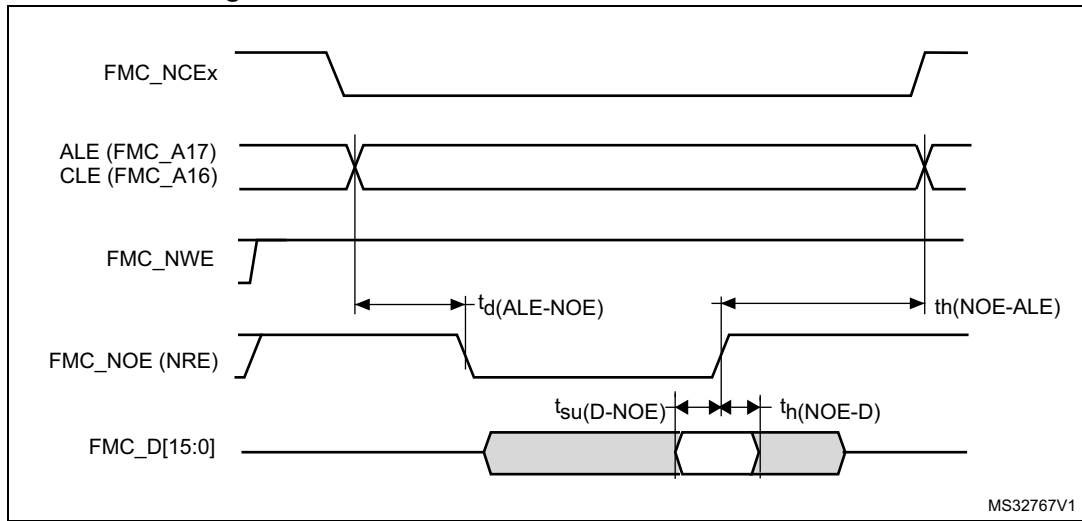 FMC_NCEx
ALE (FMC_A17)
CLE (FMC_A16)
FMC_NWE
td(ALE-NOE)
th(NOE-ALE)
FMC_NOE (NRE)
tsu(D-NOE)
th(NOE-D)
FMC_D[15:0]
MS32767V1